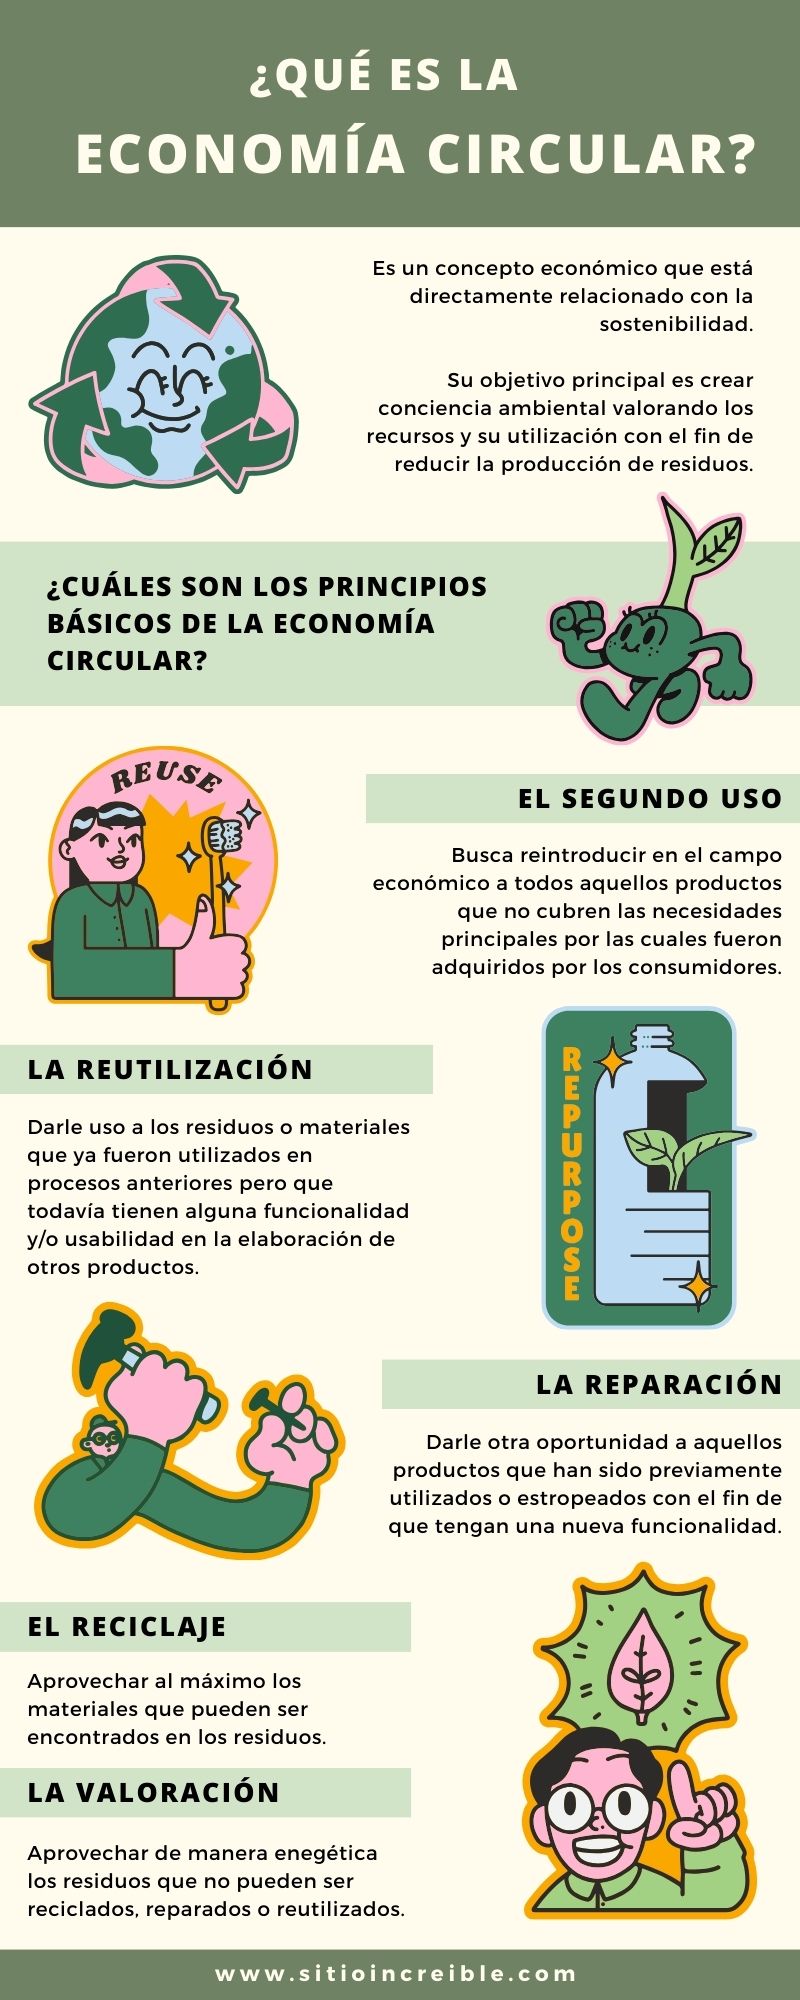 ¿QUÉ ES LA
ECONOMÍA CIRCULAR?
Es un concepto económico que está
directamente relacionado con la
sostenibilidad.
Su objetivo principal es crear
conciencia ambiental valorando los
recursos y su utilización con el fin de
reducir la producción de residuos.
¿CUÁLES SON LOS PRINCIPIOS
BÁSICOS DE LA ECONOMÍA
CIRCULAR?
REUSE
EL SEGUNDO USO
Busca reintroducir en el campo
económico a todos aquellos productos
que no cubren las necesidades
principales por las cuales fueron
adquiridos por los consumidores.
LA REUTILIZACIÓN
Darle uso a los residuos o materiales
que ya fueron utilizados en
procesos anteriores pero que
todavía tienen alguna funcionalidad
y/o usabilidad en la elaboración de
otros productos.
REPURPOSE
LA REPARACIÓN
Darle otra oportunidad a aquellos
productos que han sido previamente
utilizados o estropeados con el fin de
que tengan una nueva funcionalidad.
EL RECICLAJE
Aprovechar al máximo los
materiales que pueden ser
encontrados en los residuos.
LA VALORACIÓN
Aprovechar de manera enegética
los residuos que no pueden ser
reciclados, reparados o reutilizados.
www.sitioincreible.com